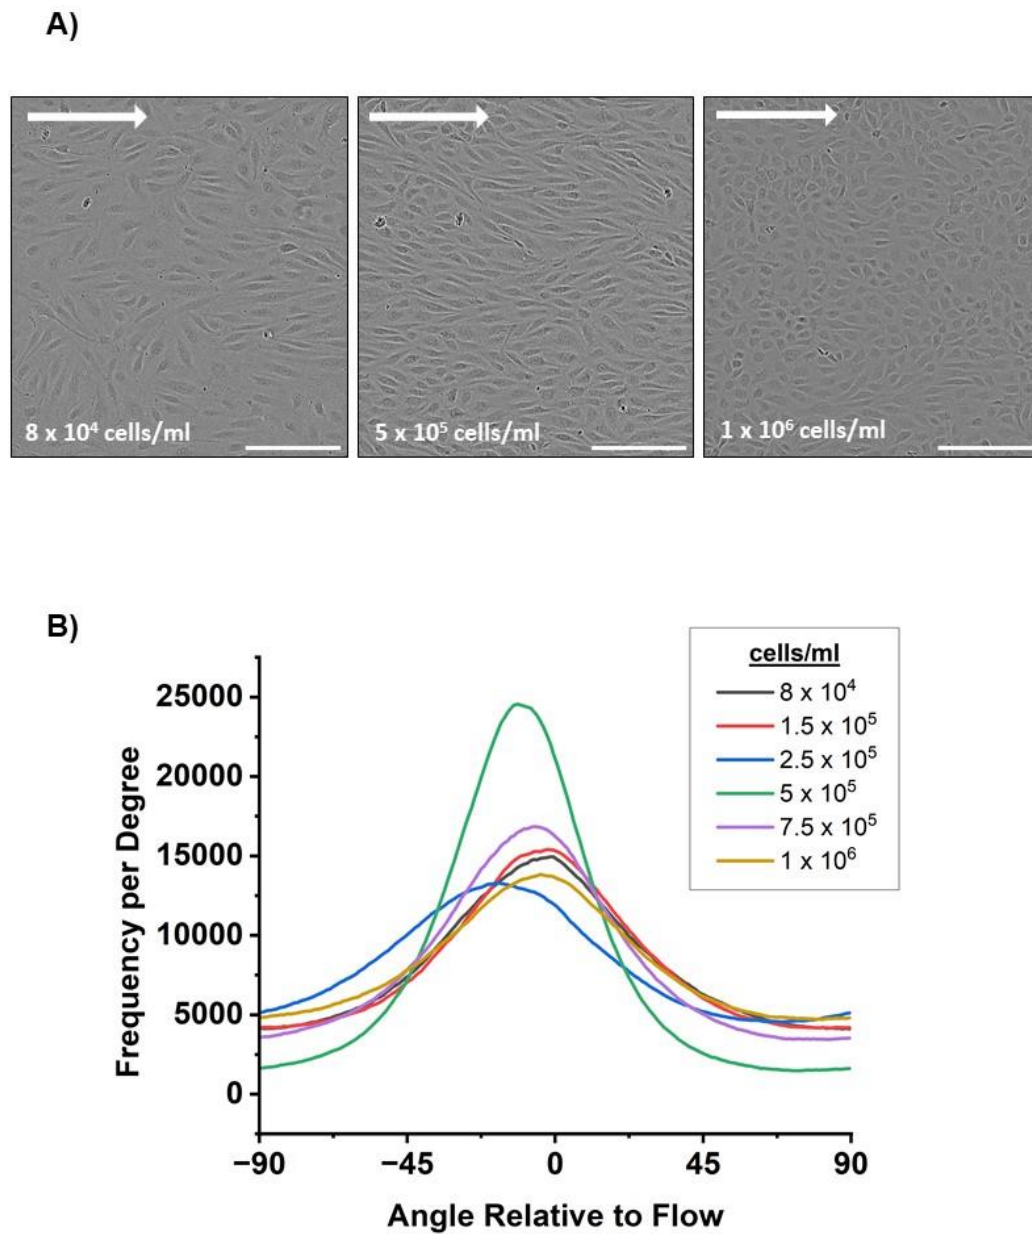 A)
8 x 10⁴ cells/ml
5 x 10⁵ cells/ml
1 x 10⁶ cells/ml
B)
cells/ml
8 x 10⁴
1.5 x 10⁵
2.5 x 10⁵
5 x 10⁵
7.5 x 10⁵
1 x 10⁶
Frequency per Degree
25000
20000
15000
10000
5000
0
−90
−45
0
45
90
Angle Relative to Flow